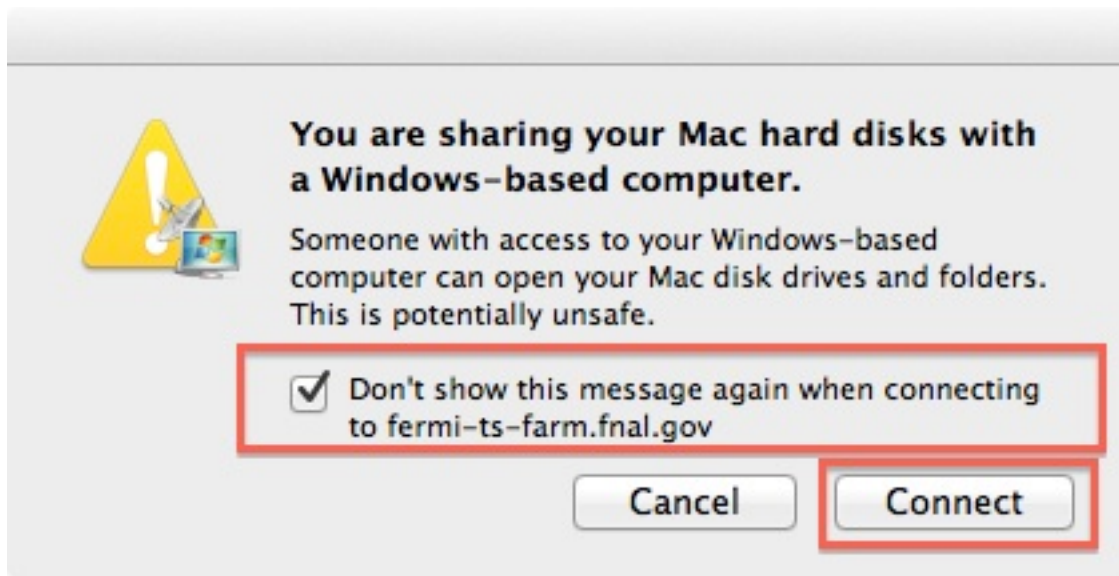 You are sharing your Mac hard disks with
a Windows-based computer.
Someone with access to your Windows-based
computer can open your Mac disk drives and folders.
This is potentially unsafe.
Don't show this message again when connecting
to fermi-ts-farm.fnal.gov
Cancel
Connect